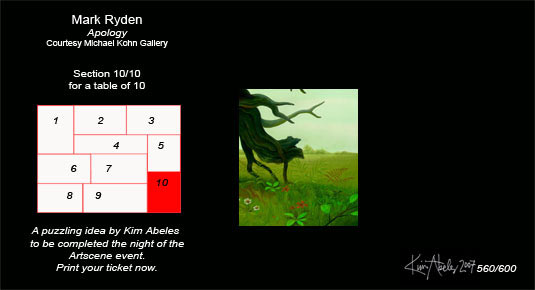 Mark Ryden
Apology
Courtesy Michael Kohn Gallery
Section 10/10
for a table of 10
1 2 3
4 5
6 7
10
8 9
A puzzling idea by Kim Abeles
to be completed the night of the
Artscene event.
Print your ticket now.
Kim Abeles 2007 560/600